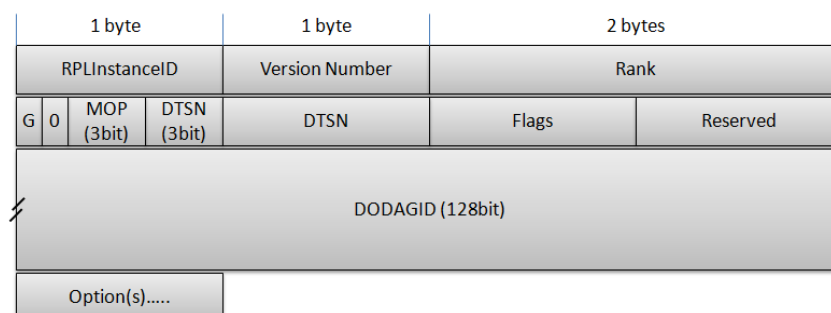 1 byte 1 byte 2 bytes
RPLInstanceID Version Number Rank
G 0 MOP (3bit) DTSN (3bit) DTSN Flags Reserved
DODAGID (128bit)
Option(s).....